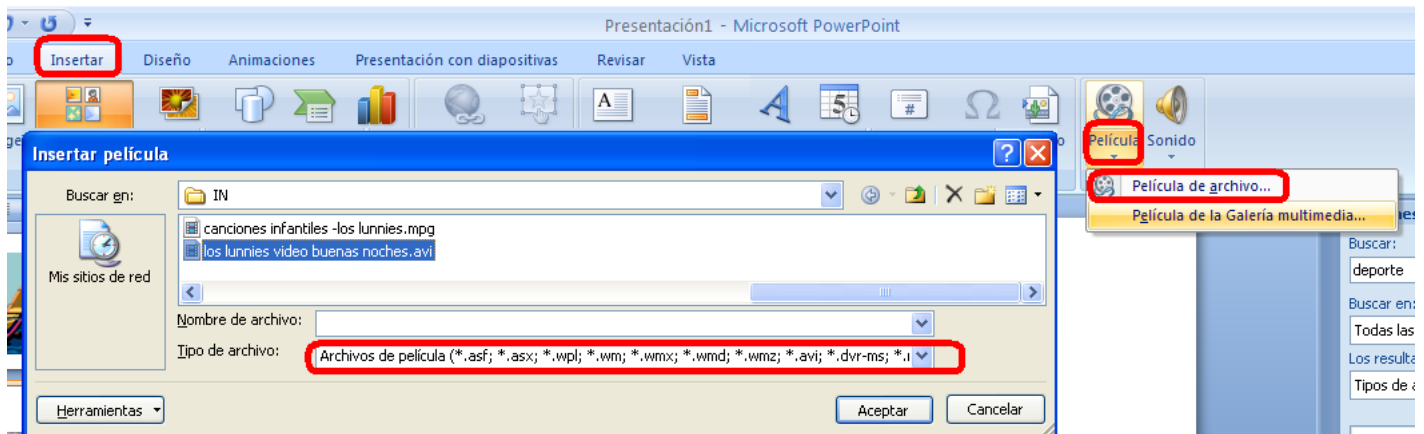 Presentación1 - Microsoft PowerPoint
Insertar Diseño Animaciones Presentación con diapositivas Revisar Vista
A 5 # Ω
Película Sonido
Insertar película
Película de archivo...
Película de la Galería multimedia...
Buscar en: IN
canciones infantiles -los lunnies.mpg
los lunnies video buenas noches.avi
Mis sitios de red
Nombre de archivo:
Tipo de archivo: Archivos de película (*.asf; *.asx; *.wpl; *.wm; *.wmx; *.wmd; *.wmz; *.avi; *.dvr-ms;
Herramientas Aceptar Cancelar
Buscar:
deporte
Buscar en:
Todas las
Los resulta
Tipos de a